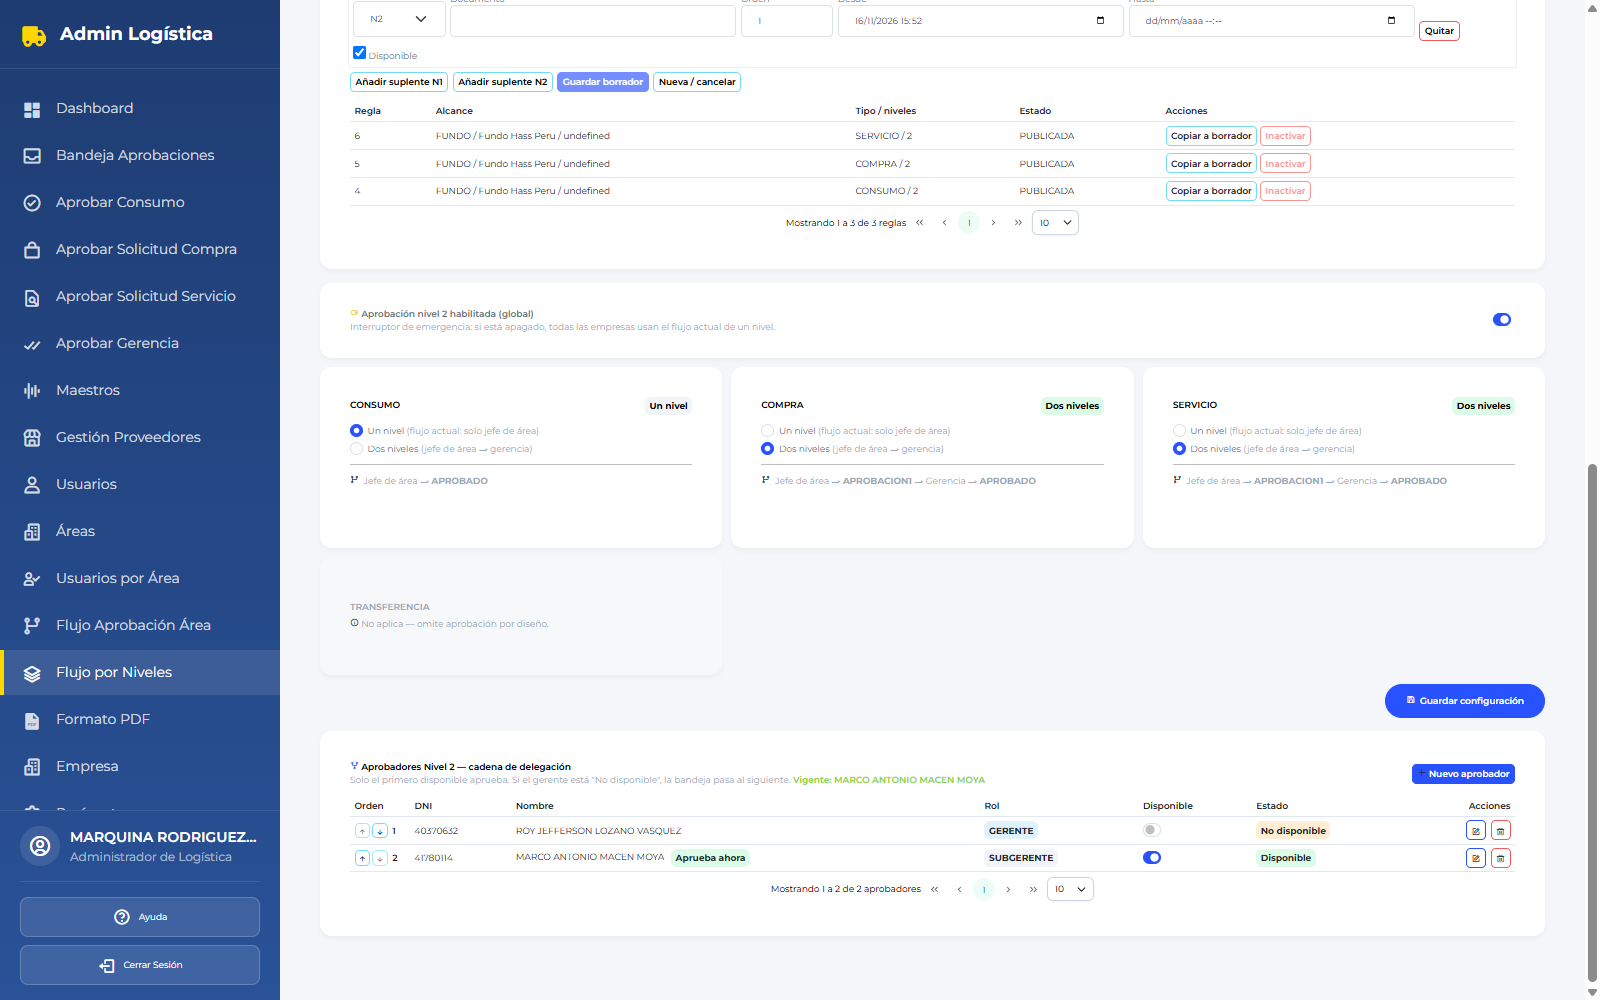 Admin Logística
Dashboard
Bandeja Aprobaciones
Aprobar Consumo
Aprobar Solicitud Compra
Aprobar Solicitud Servicio
Aprobar Gerencia
Maestros
Gestión Proveedores
Usuarios
Áreas
Usuarios por Área
Flujo Aprobación Área
Flujo por Niveles
Formato PDF
Empresa
MARQUINA RODRIGUEZ...
Administrador de Logística
Ayuda
Cerrar Sesión
N2
1
16/11/2026 15:52
dd/mm/aaaa --:--
Quitar
Disponible
Añadir suplente N1 Añadir suplente N2 Guardar borrador Nueva / cancelar
Regla Alcance Tipo / niveles Estado Acciones
6 FUNDO / Fundo Hass Peru / undefined SERVICIO / 2 PUBLICADA Copiar a borrador Inactivar
5 FUNDO / Fundo Hass Peru / undefined COMPRA / 2 PUBLICADA Copiar a borrador Inactivar
4 FUNDO / Fundo Hass Peru / undefined CONSUMO / 2 PUBLICADA Copiar a borrador Inactivar
Mostrando 1 a 3 de 3 reglas « ‹ 1 › » 10
Aprobación nivel 2 habilitada (global)
Interruptor de emergencia: si está apagado, todas las empresas usan el flujo actual de un nivel.
CONSUMO Un nivel
Un nivel (flujo actual: solo jefe de área)
Dos niveles (jefe de área → gerencia)
Jefe de área → APROBADO
COMPRA Dos niveles
Un nivel (flujo actual: solo jefe de área)
Dos niveles (jefe de área → gerencia)
Jefe de área → APROBACION1 → Gerencia → APROBADO
SERVICIO Dos niveles
Un nivel (flujo actual: solo jefe de área)
Dos niveles (jefe de área → gerencia)
Jefe de área → APROBACION1 → Gerencia → APROBADO
TRANSFERENCIA
No aplica — omite aprobación por diseño.
Guardar configuración
Aprobadores Nivel 2 — cadena de delegación
Solo el primero disponible aprueba. Si el gerente está "No disponible", la bandeja pasa al siguiente. Vigente: MARCO ANTONIO MACEN MOYA
+ Nuevo aprobador
Orden DNI Nombre Rol Disponible Estado Acciones
↑ ↓ 1 40370632 ROY JEFFERSON LOZANO VASQUEZ GERENTE No disponible
↑ ↓ 2 41780114 MARCO ANTONIO MACEN MOYA Aprueba ahora SUBGERENTE Disponible
Mostrando 1 a 2 de 2 aprobadores « ‹ 1 › » 10